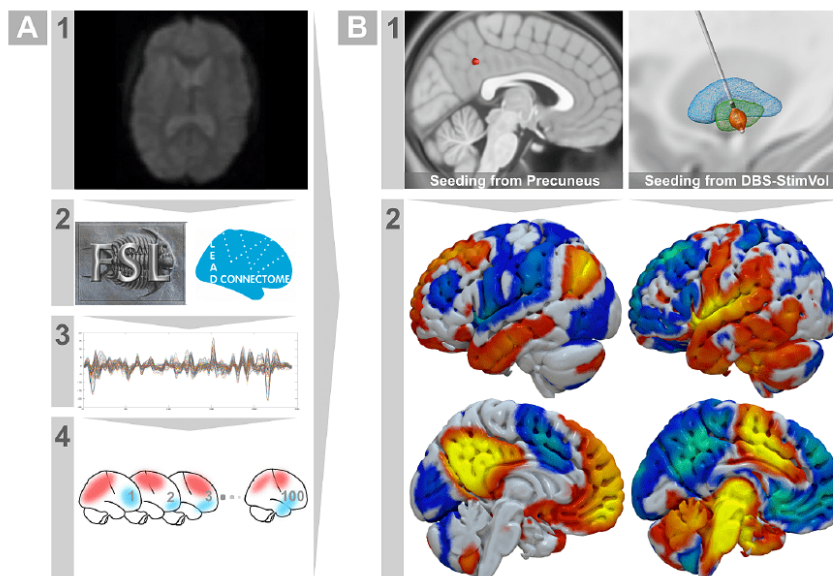 A
1
2
FSL
LEAD CONNECTOME
3
4
1
2
3
100
B
1
Seeding from Precuneus
Seeding from DBS-StimVol
2